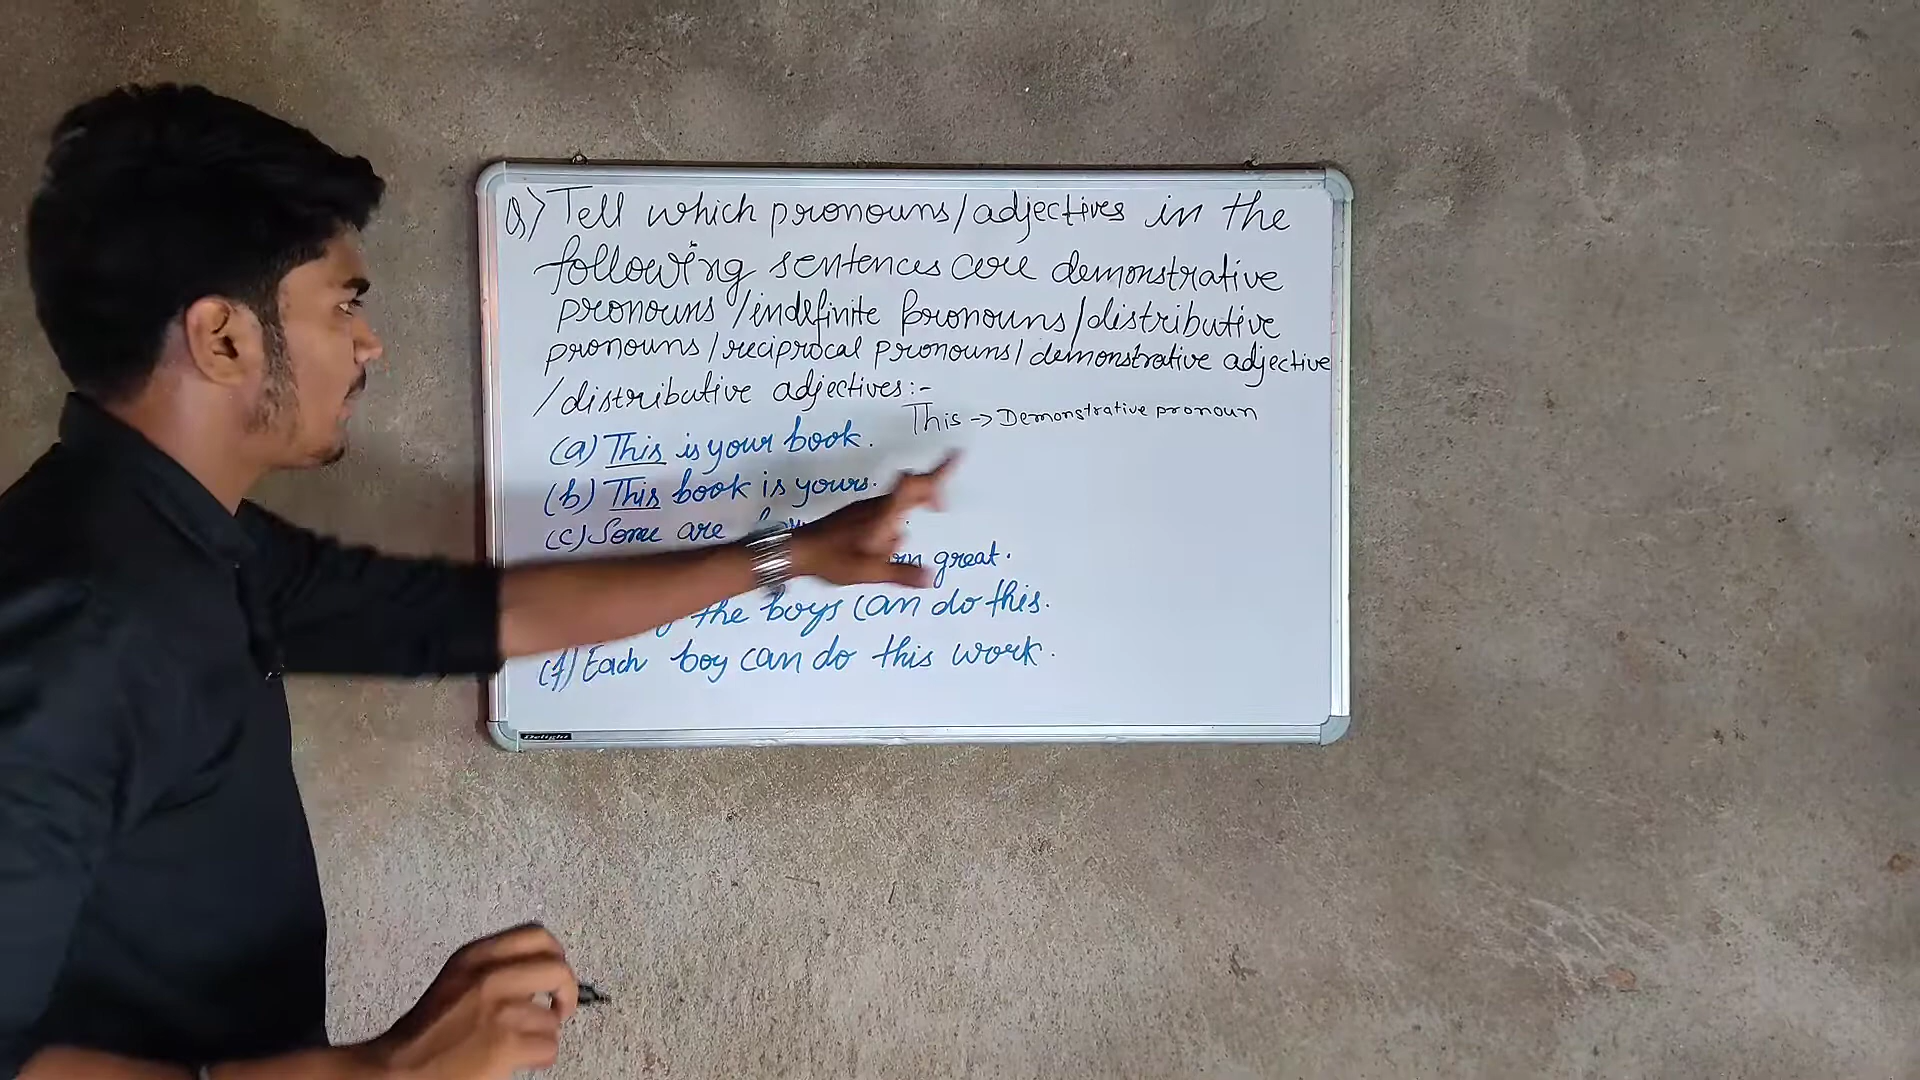 Q) Tell which pronouns/adjectives in the
following sentences are demonstrative
pronouns/indefinite pronouns/distributive
pronouns/reciprocal pronouns/demonstrative adjective
/distributive adjectives:-
This → Demonstrative pronoun
(a) This is your book.
(b) This book is yours.
(c) Some are
great.
the boys can do this.
(f) Each boy can do this work.
Delight